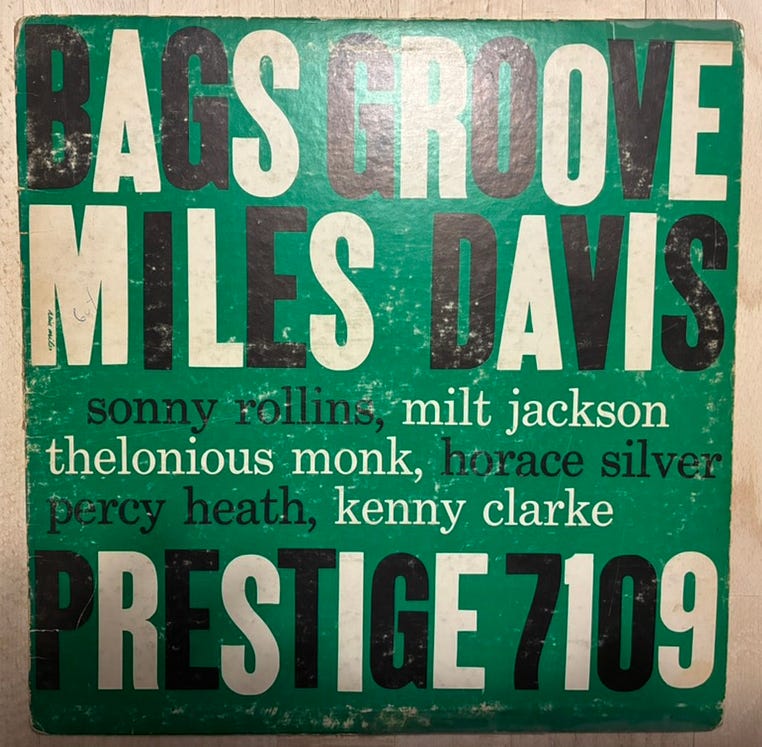 BAGS GROOVE
MILES DAVIS
sonny rollins, milt jackson
thelonious monk, horace silver
percy heath, kenny clarke
PRESTIGE 7109